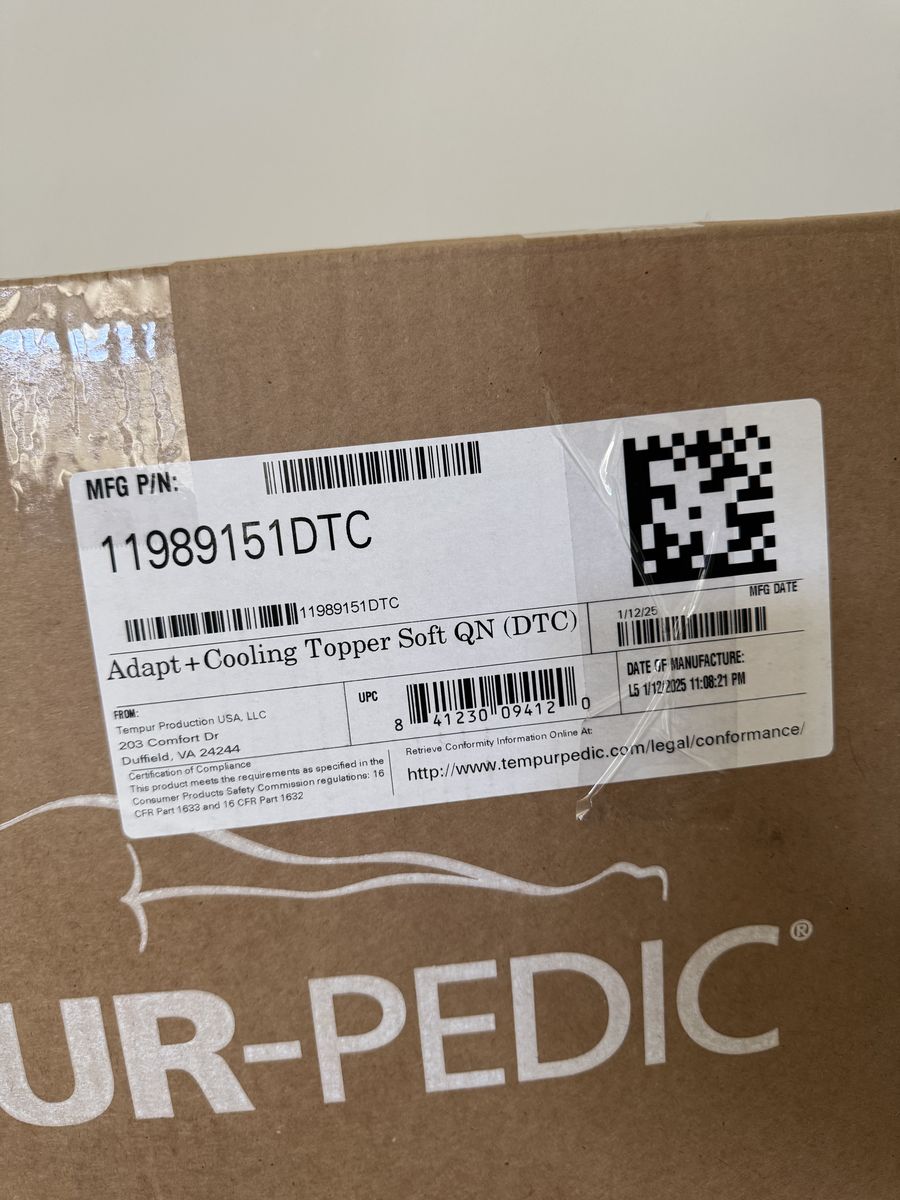 MFG P/N:
11989151DTC
11989151DTC
MFG DATE
1/12/25
Adapt+Cooling Topper Soft QN (DTC)
DATE OF MANUFACTURE:
L5 1/12/2025 11:08:21 PM
FROM:
Tempur Production USA, LLC
203 Comfort Dr
Duffield, VA 24244
UPC
8 41230 09412 0
Certification of Compliance
This product meets the requirements as specified in the
Consumer Products Safety Commission regulations: 16
CFR Part 1633 and 16 CFR Part 1632
Retrieve Conformity Information Online At:
http://www.tempurpedic.com/legal/conformance/
UR-PEDIC®